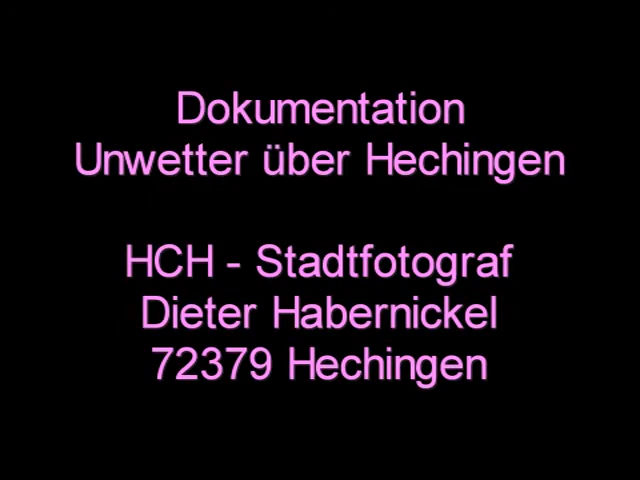 Dokumentation
Unwetter über Hechingen
HCH - Stadtfotograf
Dieter Habernickel
72379 Hechingen